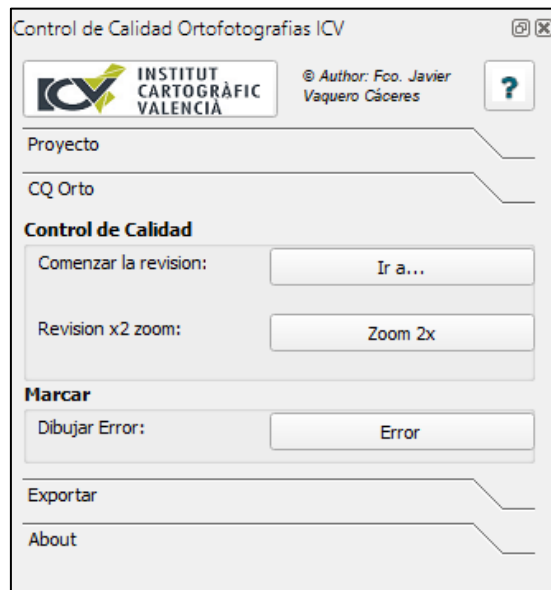 Control de Calidad Ortofotografias ICV
ICV INSTITUT
CARTOGRÀFIC
VALENCIÀ
© Author: Fco. Javier
Vaquero Cáceres
?
Proyecto
CQ Orto
Control de Calidad
Comenzar la revision:
Ir a...
Revision x2 zoom:
Zoom 2x
Marcar
Dibujar Error:
Error
Exportar
About